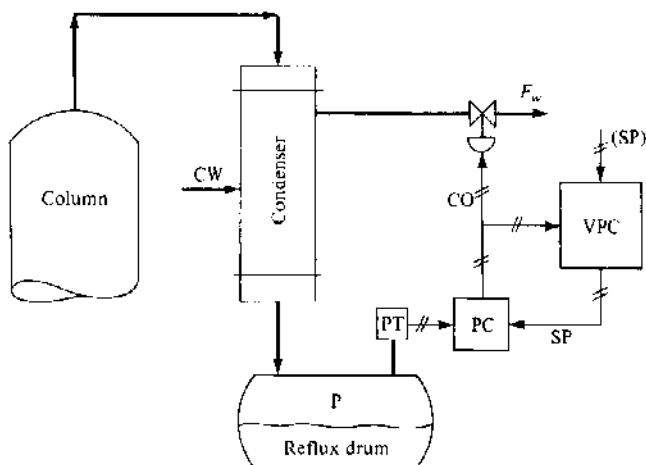 F_w
(SP)
CW
Condenser
Column
CO
VPC
PT
PC
SP
P
Reflux drum